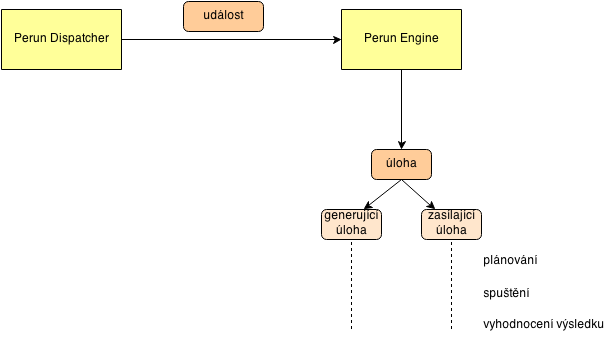 událost
Perun Dispatcher
Perun Engine
úloha
generující
úloha
zasílající
úloha
plánování
spuštění
vyhodnocení výsledku